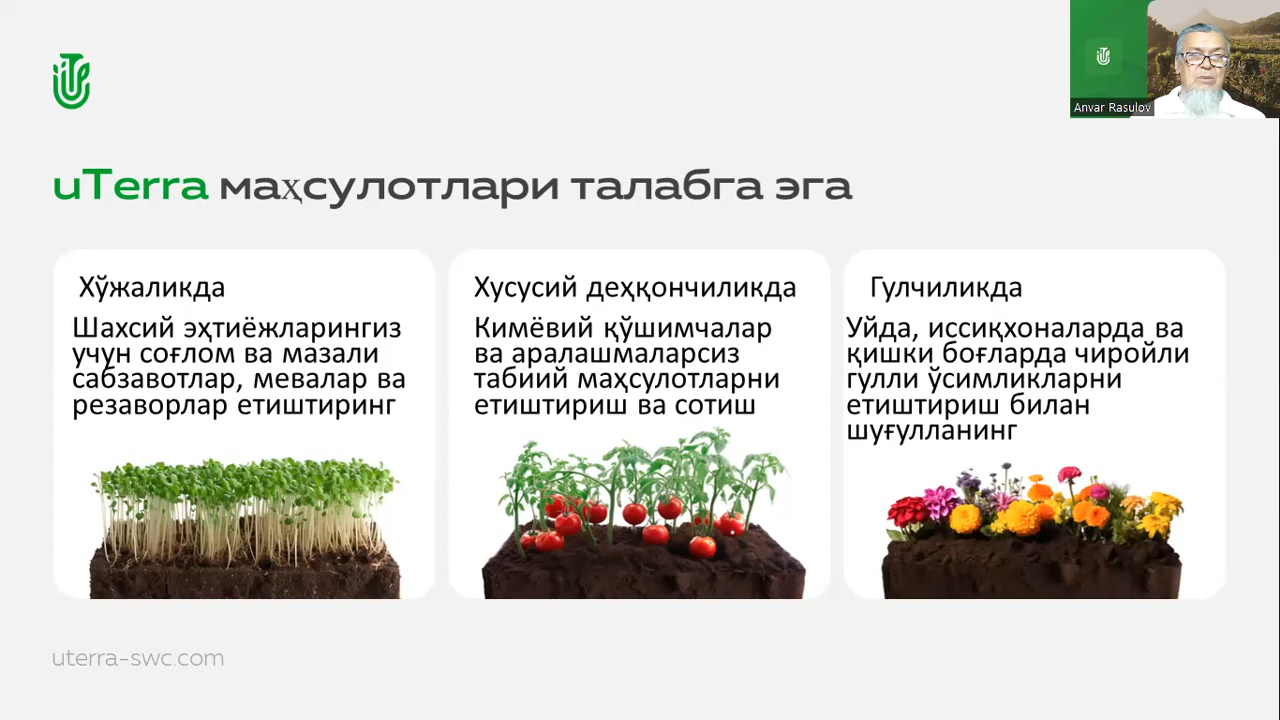 Anvar Rasulov
uTerra маҳсулотлари талабга эга
Хўжаликда
Шахсий эҳтиёжларингиз
учун соғлом ва мазали
сабзавотлар, мевалар ва
резаворлар етиштиринг
Хусусий деҳқончиликда
Кимёвий қўшимчалар
ва аралашмаларсиз
табиий маҳсулотларни
етиштириш ва сотиш
Гулчиликда
Уйда, иссиқхоналарда ва
қишки боғларда чиройли
гулли ўсимликларни
етиштириш билан
шуғулланинг
uterra-swc.com